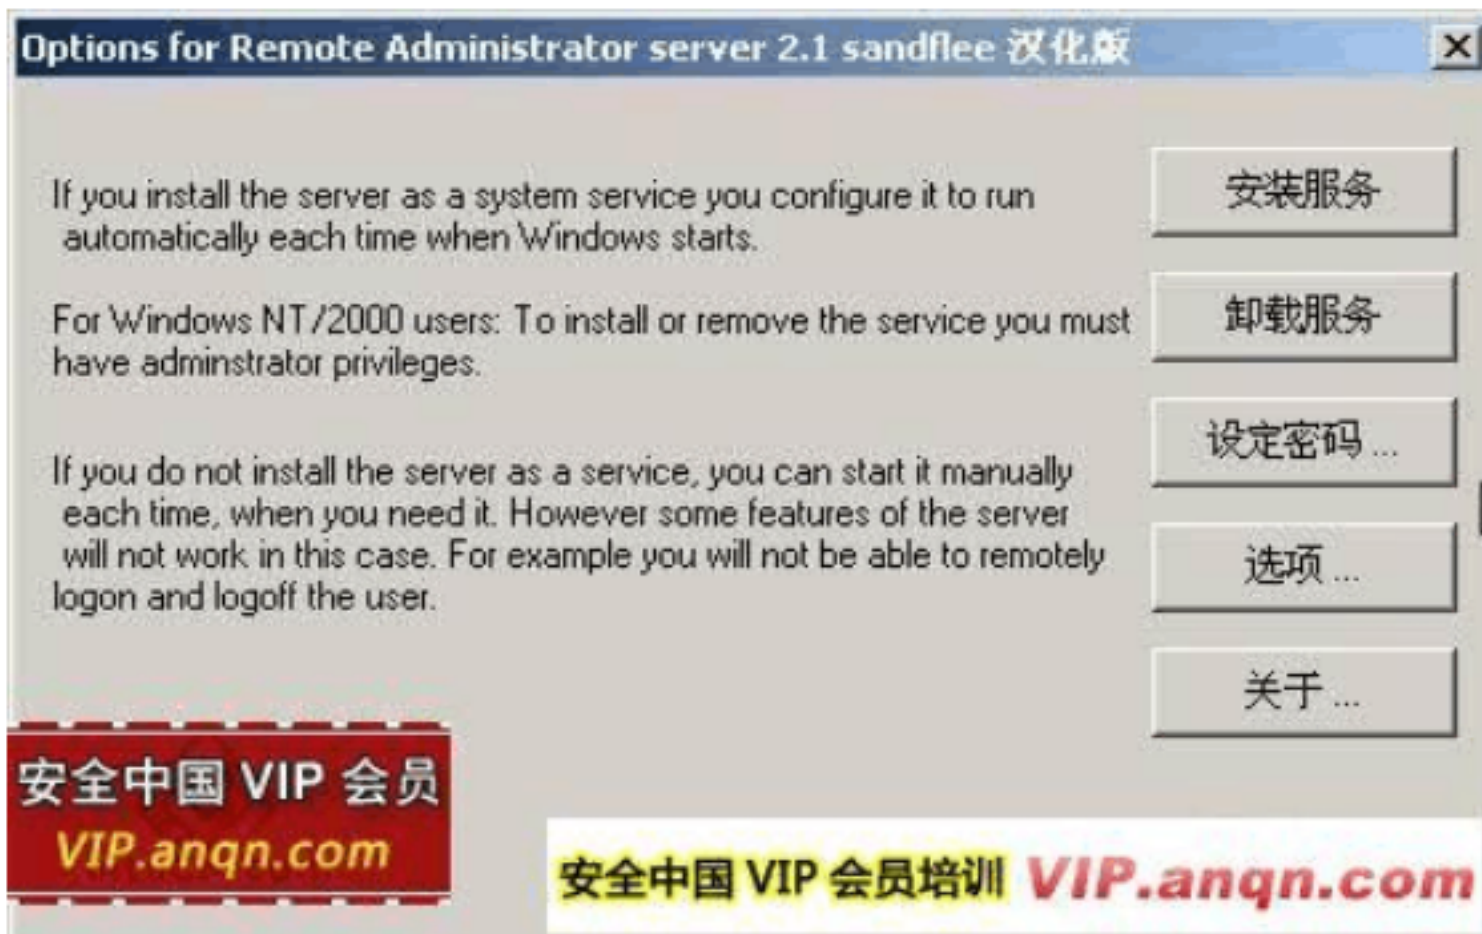 Options for Remote Administrator server 2.1 sandflee 汉化版
If you install the server as a system service you configure it to run
automatically each time when Windows starts.
For Windows NT/2000 users: To install or remove the service you must
have adminstrator privileges.
If you do not install the server as a service, you can start it manually
each time, when you need it. However some features of the server
will not work in this case. For example you will not be able to remotely
logon and logoff the user.
安装服务
卸载服务
设定密码 ...
选项 ...
关于 ...
安全中国 VIP 会员
VIP.anqn.com
安全中国 VIP 会员培训 VIP.anqn.com